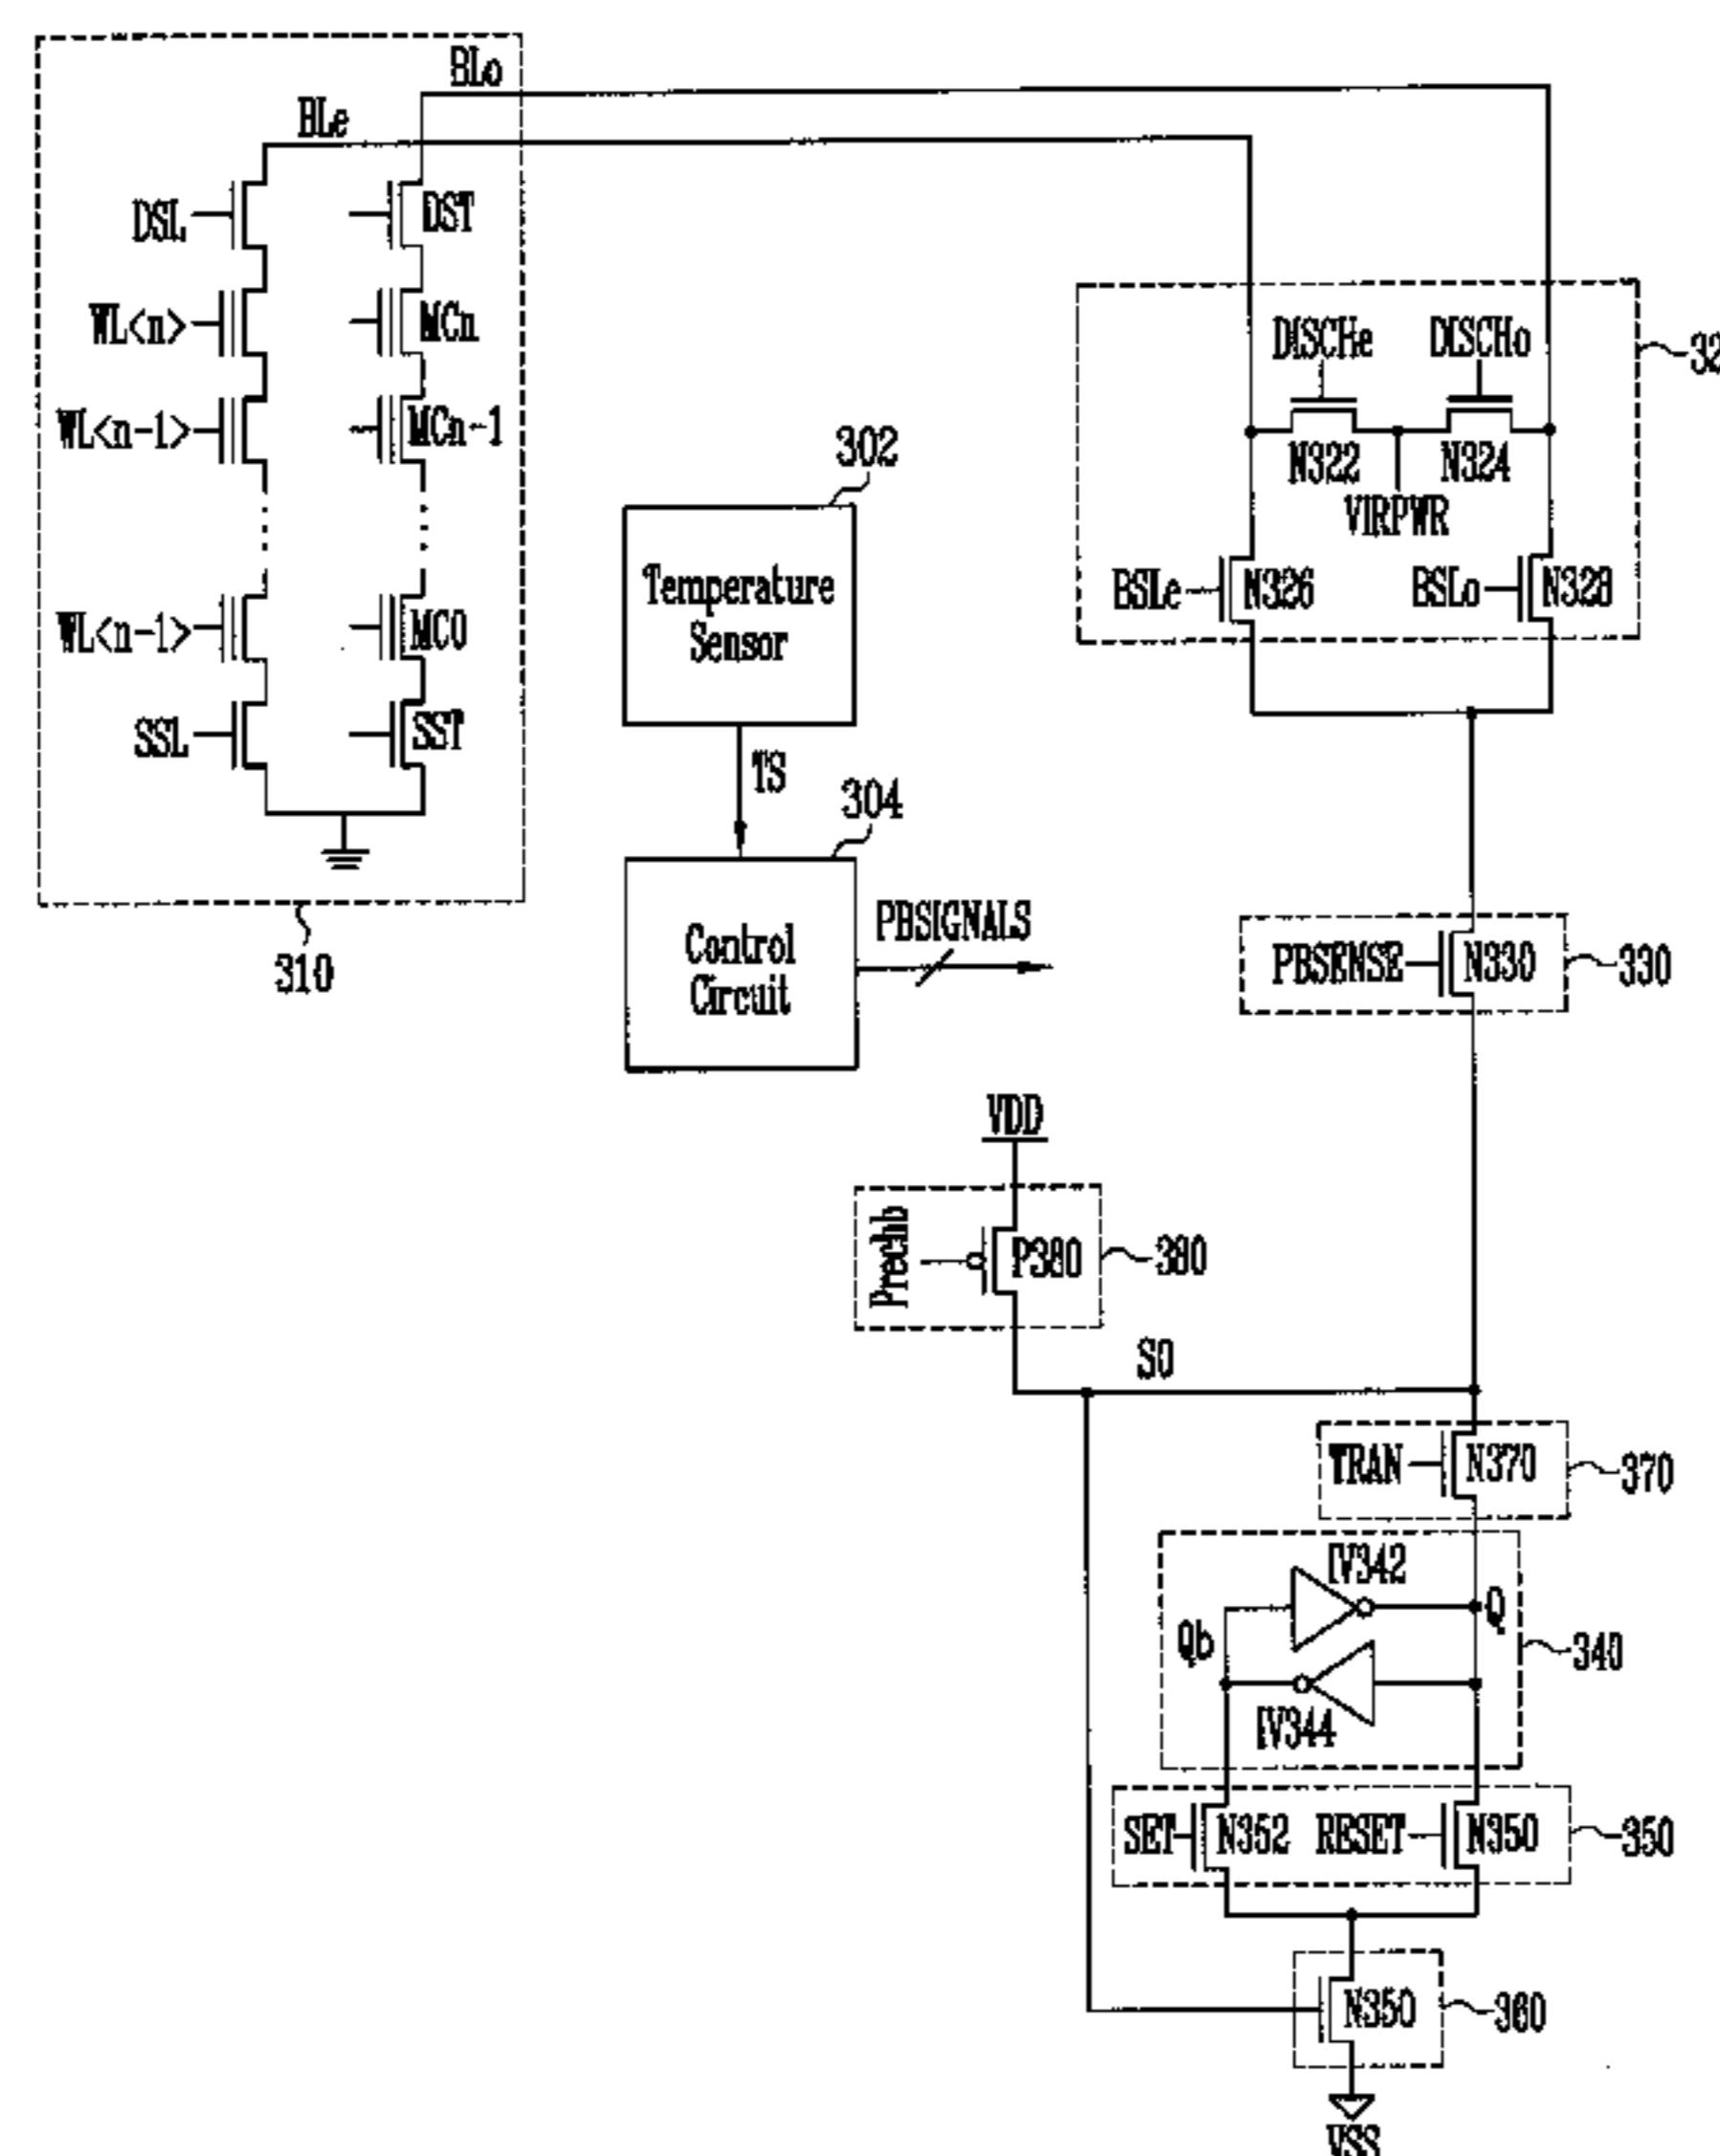 BLo
BLe
DSL
DST
WL<n>
MCn
WL<n-1>
MCn-1
WL<n-1>
MC0
SSL
SST
310
302
Temperature
Sensor
TS
304
Control
Circuit
PBSIGNALS
DISCHe
DISCHo
32
N322
N324
VIRPWR
BSLe
N326
BSLo
N328
PBSENSE
N330
330
VDD
Prechb
P380
380
SO
TRAN
N370
370
IV342
Qb
Q
340
IV344
SET
N352
RESET
N350
350
N350
360
VSS